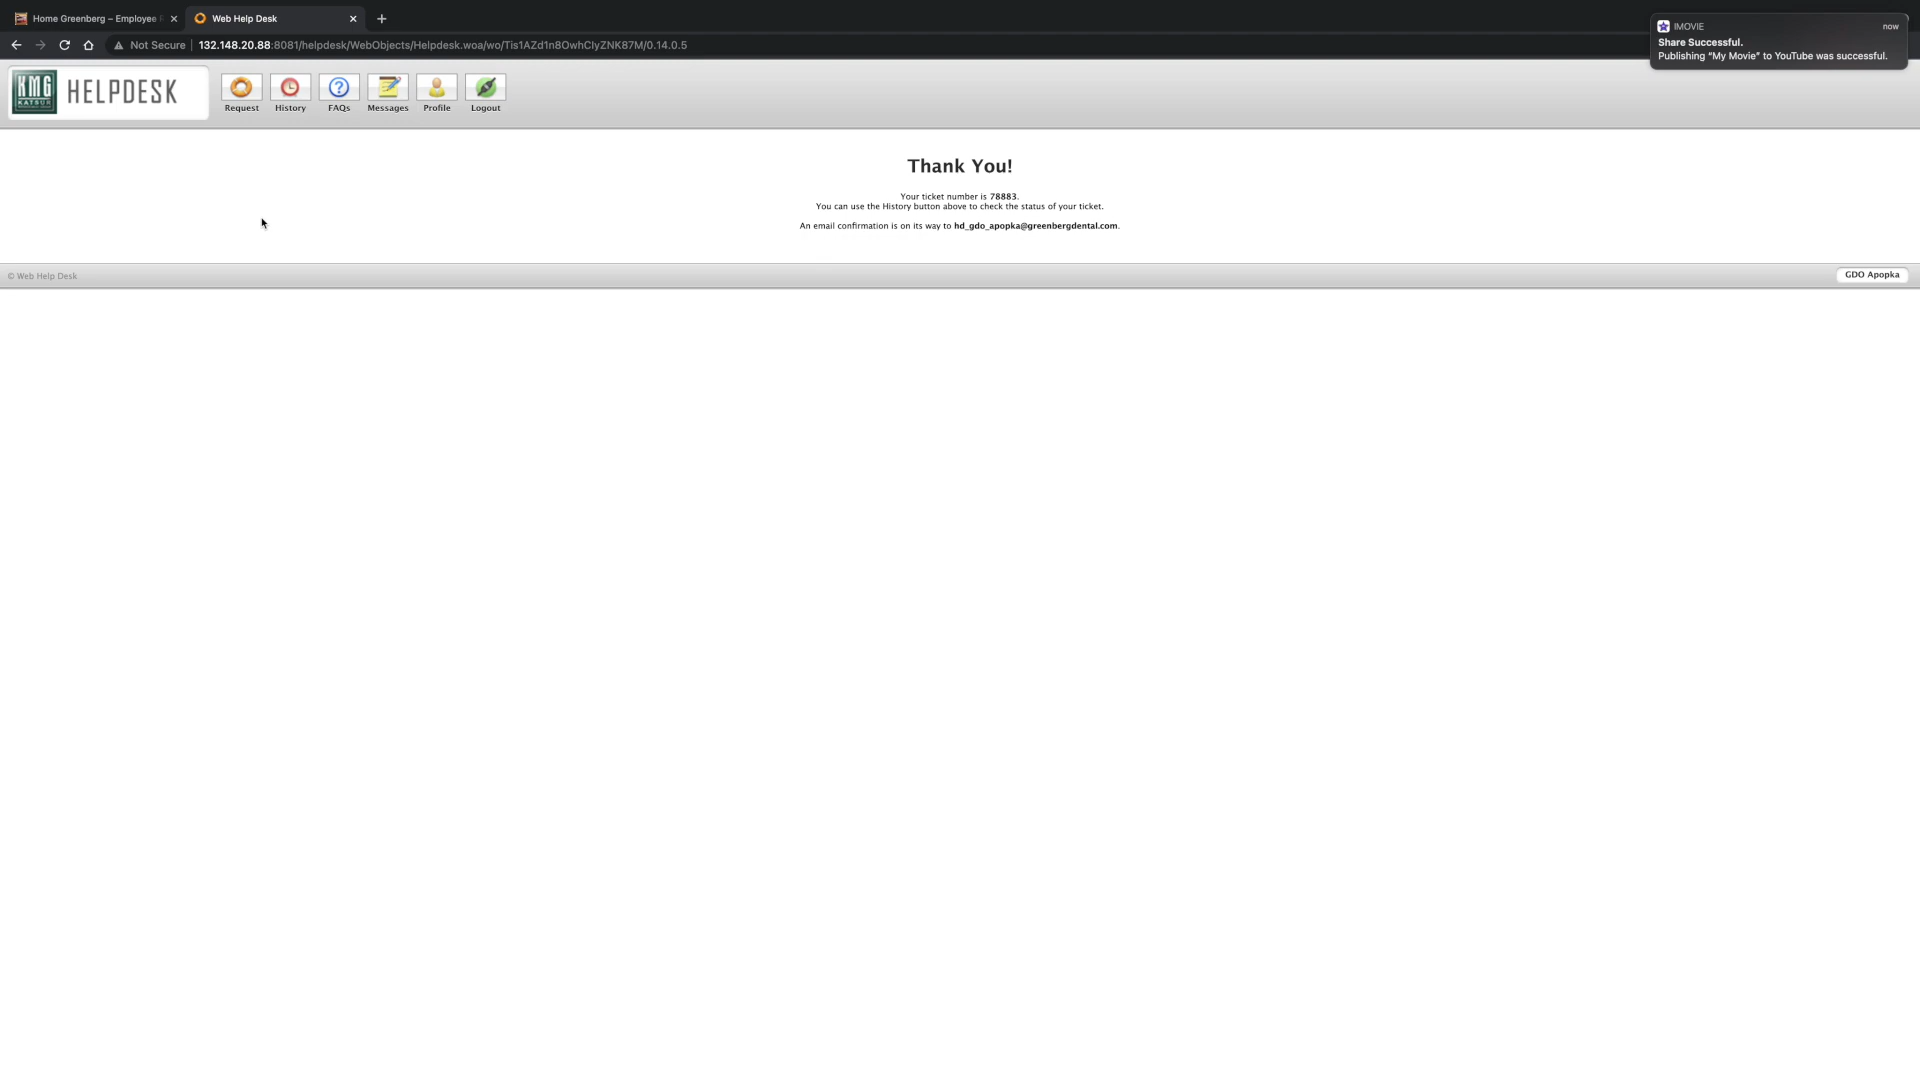 Home Greenberg – Employee
Web Help Desk
Not Secure
132.148.20.88:8081/helpdesk/WebObjects/Helpdesk.woa/wo/Tis1AZd1n8OwhClyZNK87M/0.14.0.5
IMOVIE
now
Share Successful.
Publishing “My Movie” to YouTube was successful.
KMG
KATSUR
HELPDESK
Request
History
FAQs
Messages
Profile
Logout
Thank You!
Your ticket number is 78883.
You can use the History button above to check the status of your ticket.
An email confirmation is on its way to hd_gdo_apopka@greenbergdental.com.
© Web Help Desk
GDO Apopka